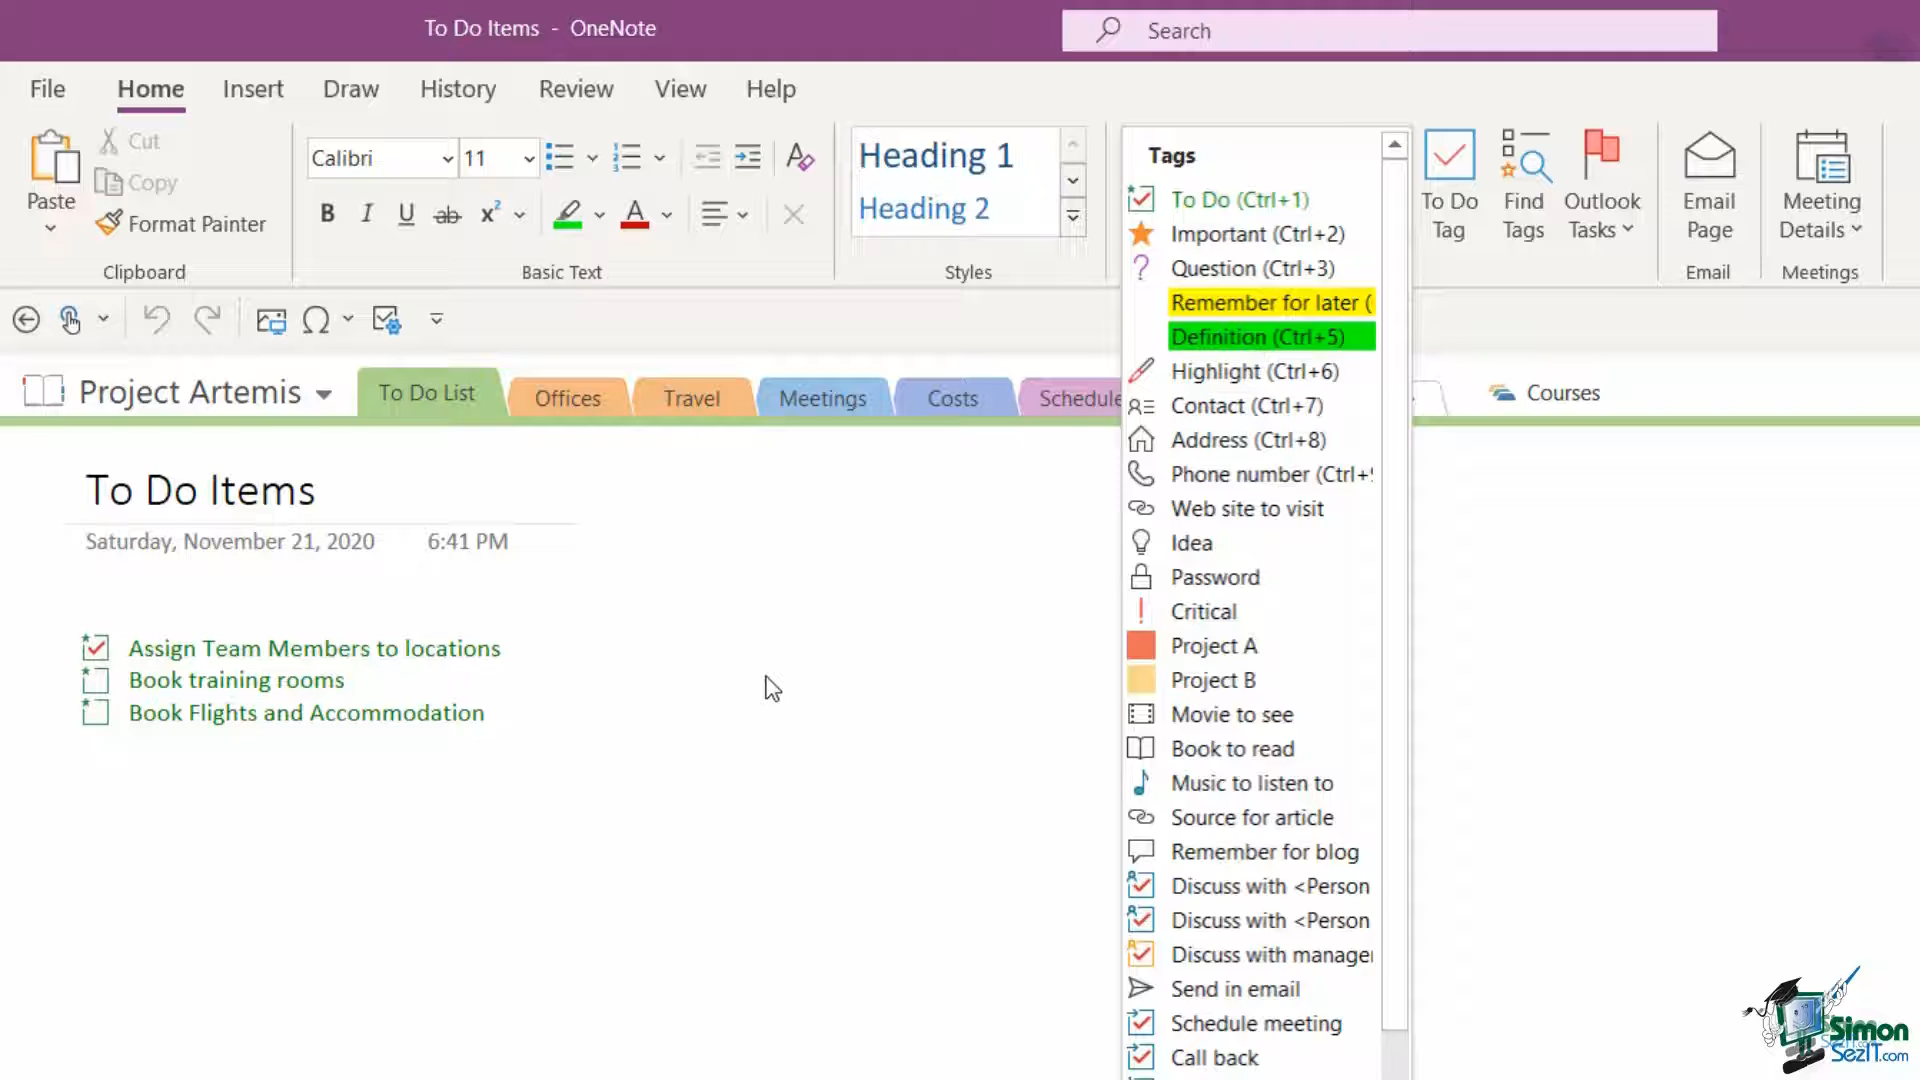 To Do Items - OneNote
Search
File Home Insert Draw History Review View Help
Paste
Cut
Copy
Format Painter
Clipboard
Calibri 11
B I U ab x²
A
Basic Text
Heading 1
Heading 2
Styles
To Do Tag
Find Tags
Outlook Tasks
Email Page
Email
Meeting Details
Meetings
Project Artemis
To Do List Offices Travel Meetings Costs Schedule
Courses
To Do Items
Saturday, November 21, 2020 6:41 PM
Assign Team Members to locations
Book training rooms
Book Flights and Accommodation
Tags
To Do (Ctrl+1)
Important (Ctrl+2)
Question (Ctrl+3)
Remember for later (
Definition (Ctrl+5)
Highlight (Ctrl+6)
Contact (Ctrl+7)
Address (Ctrl+8)
Phone number (Ctrl+9
Web site to visit
Idea
Password
Critical
Project A
Project B
Movie to see
Book to read
Music to listen to
Source for article
Remember for blog
Discuss with <Person
Discuss with <Person
Discuss with manager
Send in email
Schedule meeting
Call back
Simon
SezIT.com